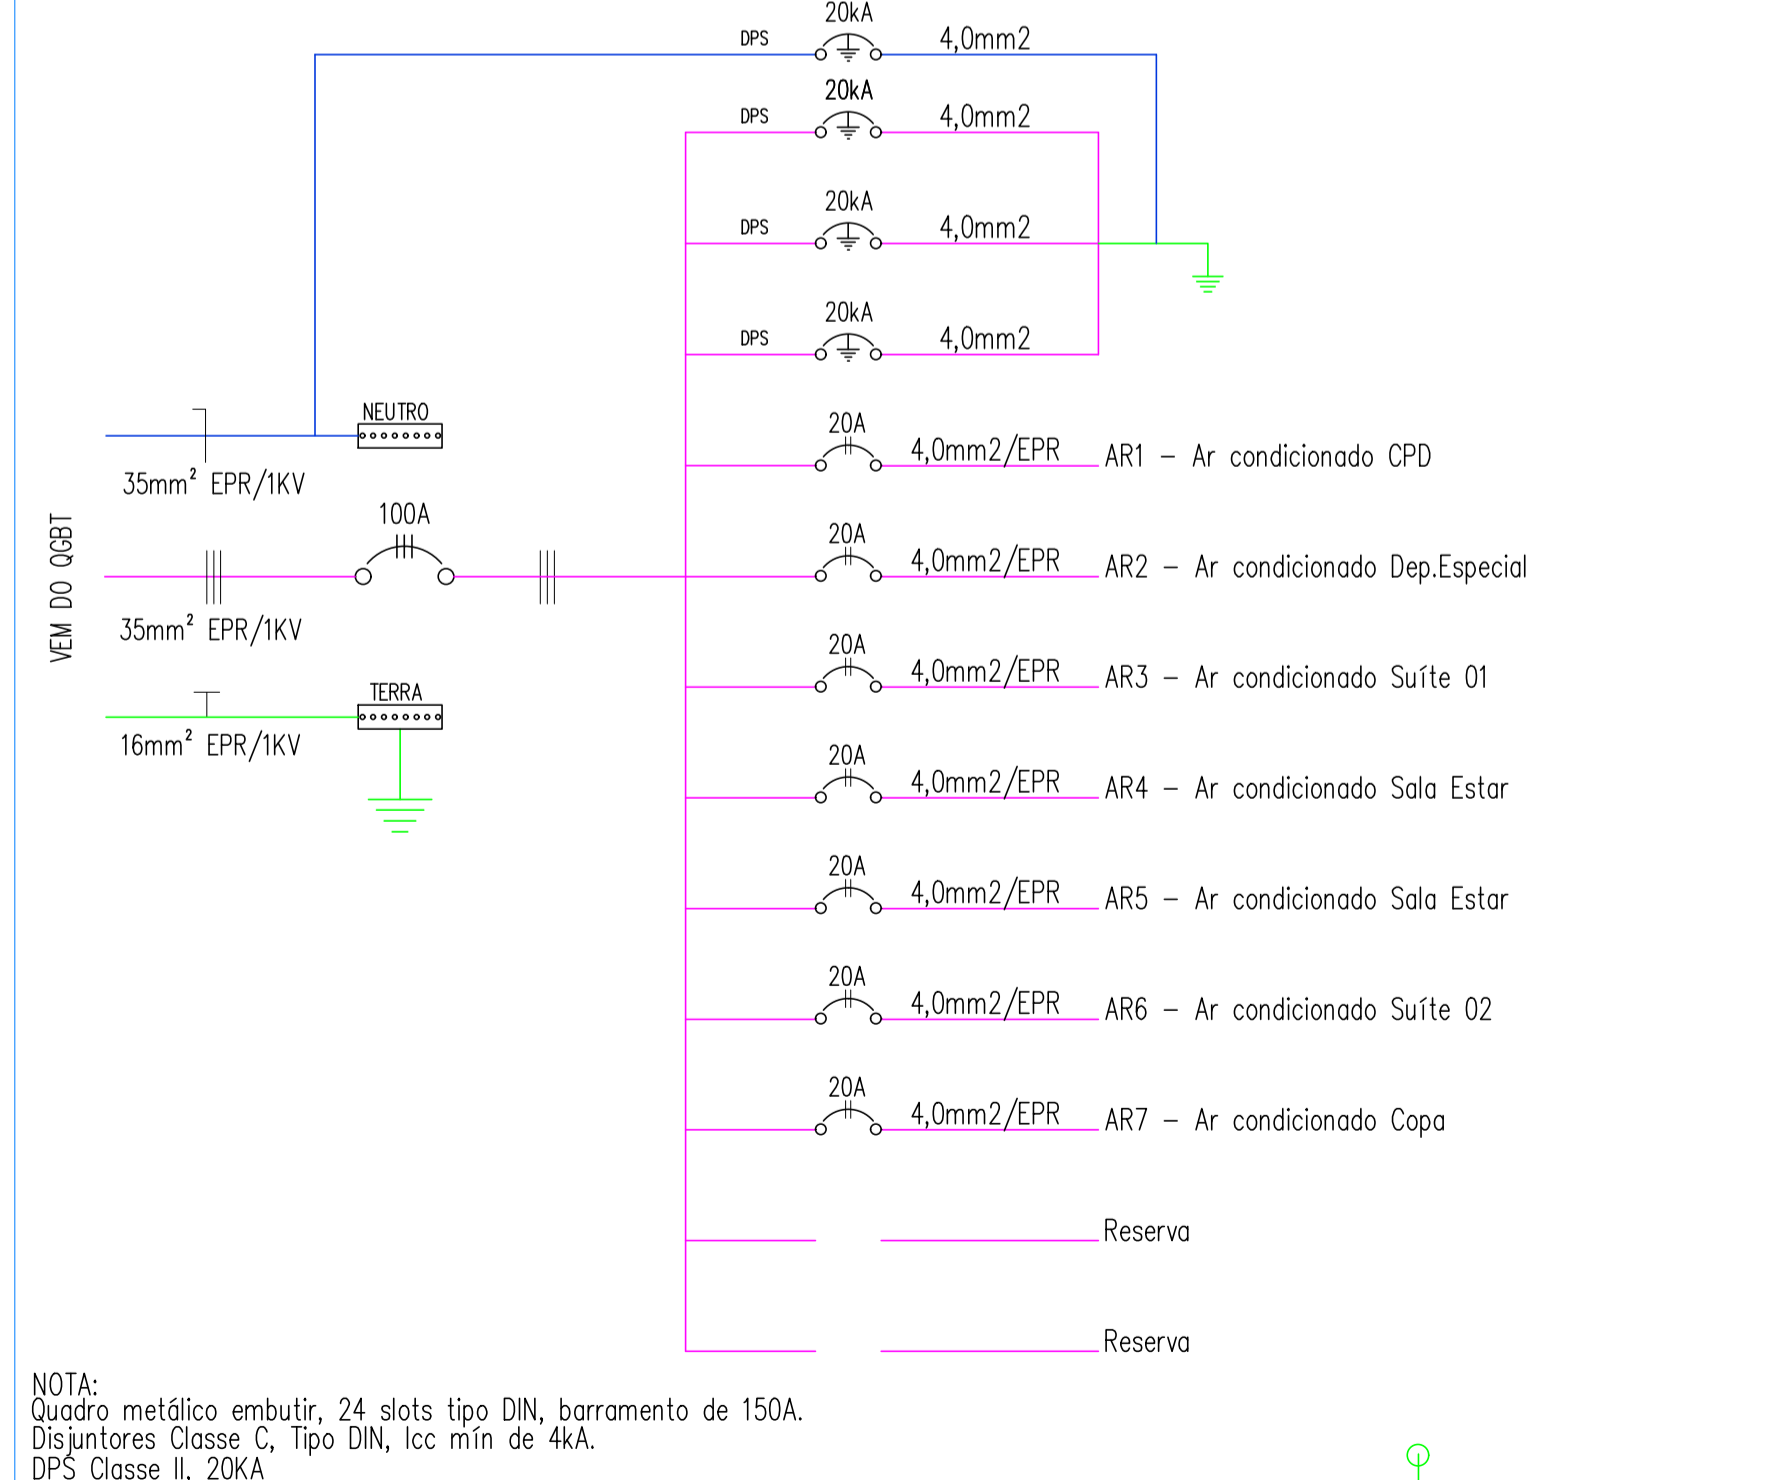 20kA
DPS
4,0mm2
20kA
DPS
4,0mm2
20kA
DPS
4,0mm2
20kA
DPS
4,0mm2
NEUTRO
35mm² EPR/1KV
VEM DO QGBT
100A
35mm² EPR/1KV
TERRA
16mm² EPR/1KV
20A
4,0mm2/EPR
AR1 – Ar condicionado CPD
20A
4,0mm2/EPR
AR2 – Ar condicionado Dep.Especial
20A
4,0mm2/EPR
AR3 – Ar condicionado Suíte 01
20A
4,0mm2/EPR
AR4 – Ar condicionado Sala Estar
20A
4,0mm2/EPR
AR5 – Ar condicionado Sala Estar
20A
4,0mm2/EPR
AR6 – Ar condicionado Suíte 02
20A
4,0mm2/EPR
AR7 – Ar condicionado Copa
Reserva
Reserva
NOTA:
Quadro metálico embutir, 24 slots tipo DIN, barramento de 150A.
Disjuntores Classe C, Tipo DIN, Icc mín de 4kA.
DPS Classe II, 20KA